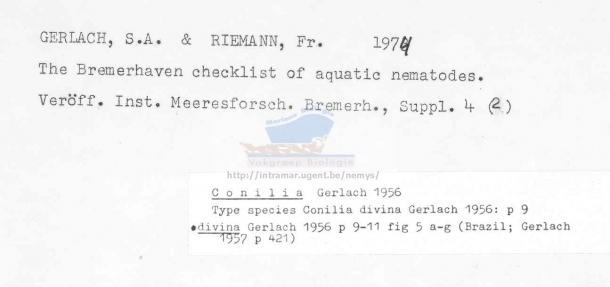 GERLACH, S.A. & RIEMANN, Fr. 1974
The Bremerhaven checklist of aquatic nematodes.
Veröff. Inst. Meeresforsch. Bremerh., Suppl. 4 (2)
Vakgroep Biologie
http://intramar.ugent.be/nemys/
Conilia Gerlach 1956
Type species Conilia divina Gerlach 1956: p 9
•divina Gerlach 1956 p 9-11 fig 5 a-g (Brazil; Gerlach
1957 p 421)